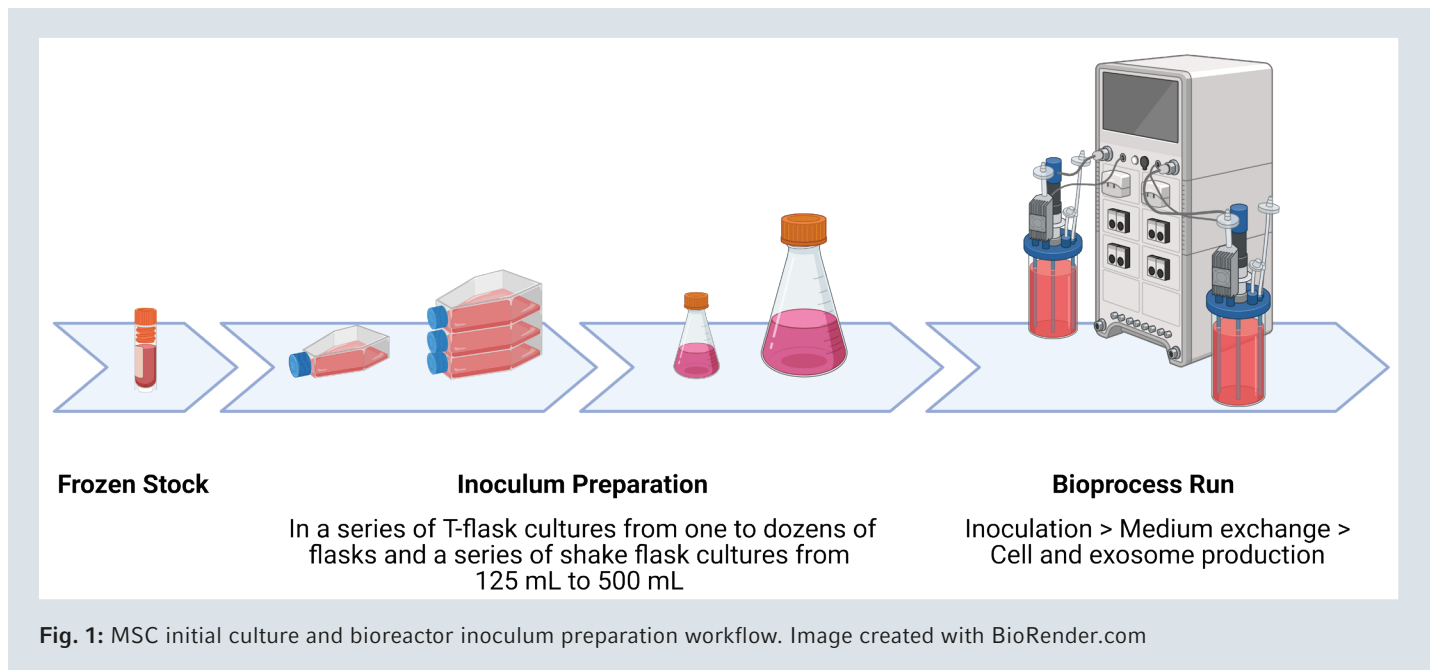 Frozen Stock
Inoculum Preparation
In a series of T-flask cultures from one to dozens of
flasks and a series of shake flask cultures from
125 mL to 500 mL
Bioprocess Run
Inoculation > Medium exchange >
Cell and exosome production
Fig. 1: MSC initial culture and bioreactor inoculum preparation workflow. Image created with BioRender.com